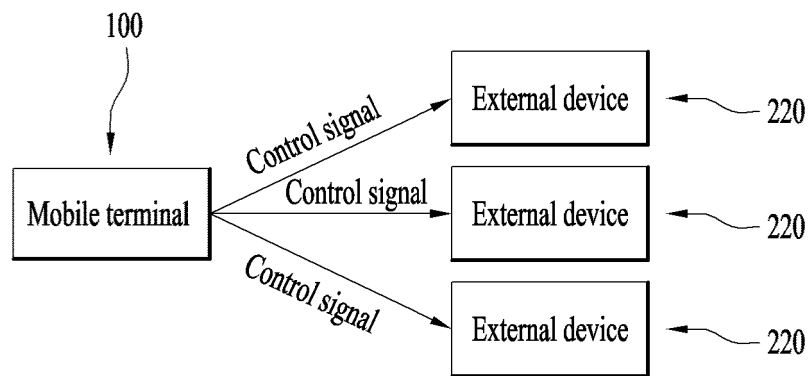 100
External device
220
Control signal
Mobile terminal
Control signal
External device
220
Control signal
External device
220